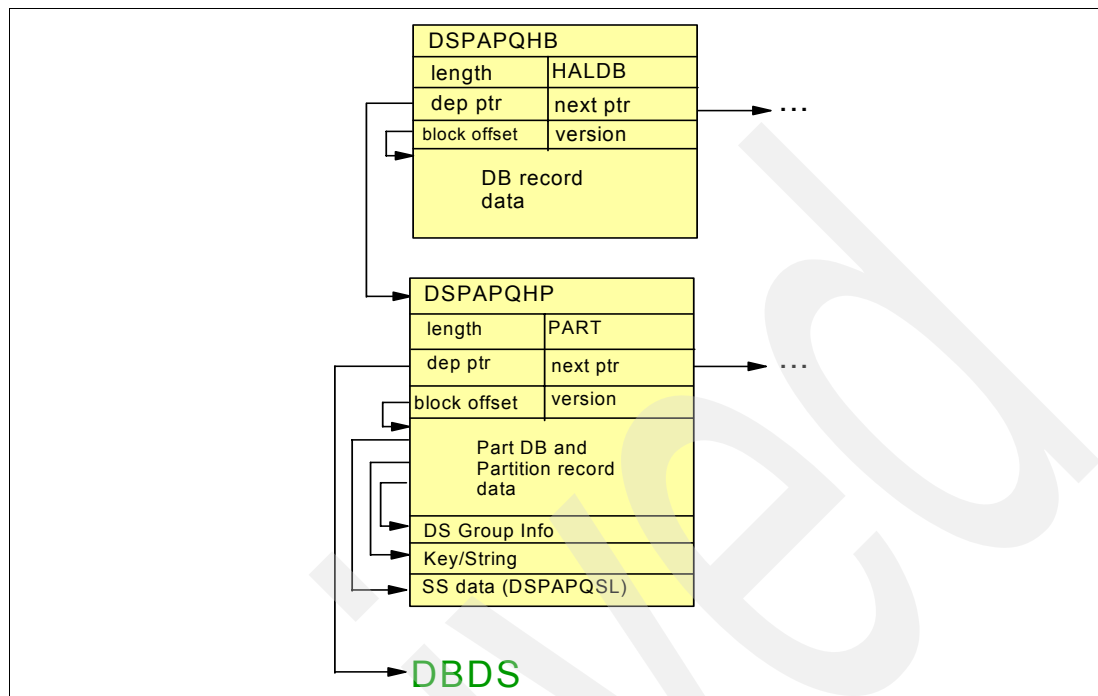 DSPAPQHB
length HALDB
dep ptr next ptr ...
block offset version
DB record
data
DSPAPQHP
length PART
dep ptr next ptr ...
block offset version
Part DB and
Partition record
data
DS Group Info
Key/String
SS data (DSPAPQSL)
DBDS